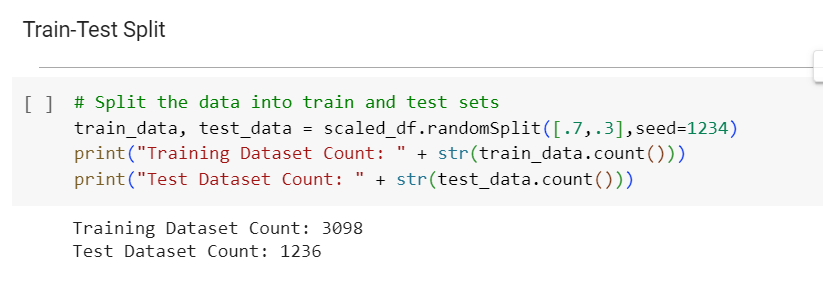 Train-Test Split
[ ] # Split the data into train and test sets
train_data, test_data = scaled_df.randomSplit([.7,.3],seed=1234)
print("Training Dataset Count: " + str(train_data.count()))
print("Test Dataset Count: " + str(test_data.count()))
Training Dataset Count: 3098
Test Dataset Count: 1236